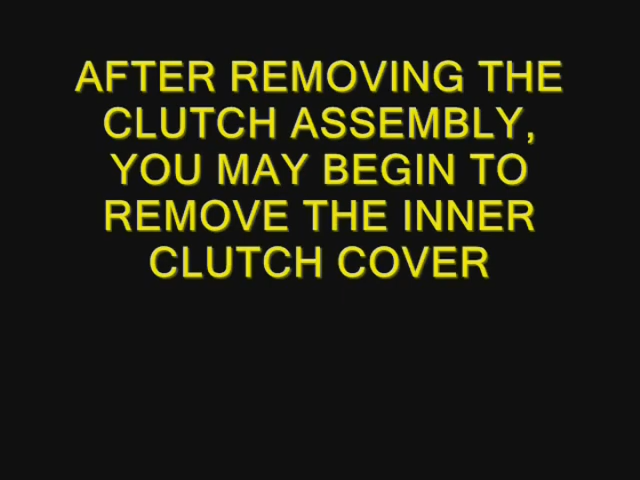 AFTER REMOVING THE
CLUTCH ASSEMBLY,
YOU MAY BEGIN TO
REMOVE THE INNER
CLUTCH COVER